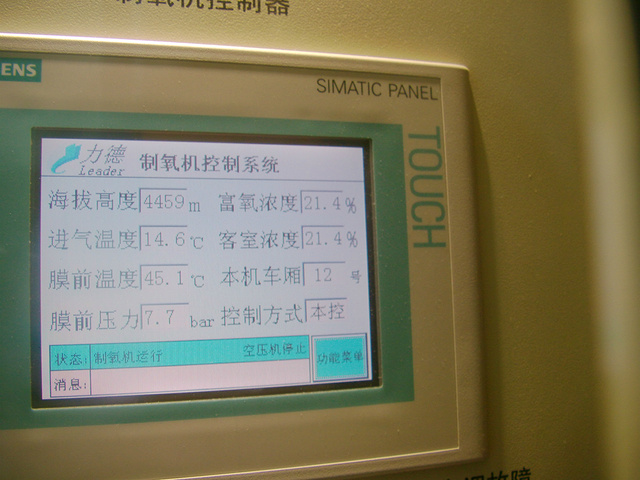 制氧机控制器
ENS
SIMATIC PANEL
TOUCH
力德 Leader 制氧机控制系统
海拔高度 4459 m 富氧浓度 21.4 %
进气温度 14.6 ℃ 客室浓度 21.4 %
膜前温度 45.1 ℃ 本机车厢 12 号
膜前压力 7.7 bar 控制方式 本控
状态: 制氧机运行 空压机停止 功能菜单
消息:
故障